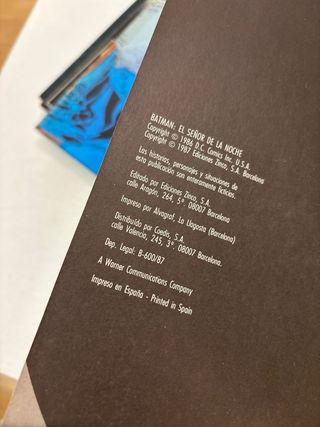 BATMAN: EL SEÑOR DE LA NOCHE
Copyright © 1986 D.C. Comics Inc. U.S.A.
Copyright © 1987 Ediciones Zinco, S.A. Barcelona
Las historias, personajes y situaciones de
esta publicación son enteramente ficticios.
Editado por Ediciones Zinco, S.A.
calle Aragón, 264, 5°. 08007 Barcelona
Impreso por Alvagraf, La Llagosta (Barcelona)
Distribuido por Coedis, S.A.
calle Valencia, 245, 3°. 08007 Barcelona.
Dep. Legal: B-600/87
A Warner Communications Company
Impreso en España - Printed in Spain